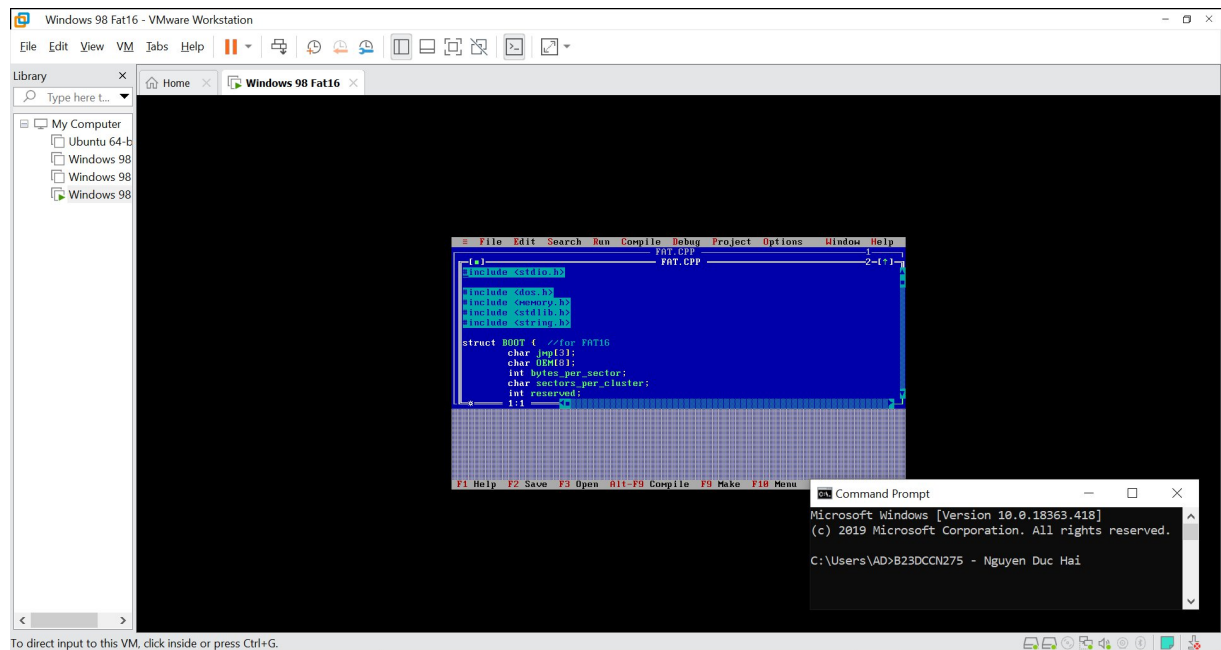 Windows 98 Fat16 - VMware Workstation
File Edit View VM Tabs Help
Library
Home
Windows 98 Fat16
Type here t...
My Computer
Ubuntu 64-b
Windows 98
Windows 98
Windows 98
≡ File Edit Search Run Compile Debug Project Options Window Help
FAT.CPP 1
[■] FAT.CPP 2=[↑]
#include <stdio.h>
#include <dos.h>
#include <memory.h>
#include <stdlib.h>
#include <string.h>
struct BOOT { //for FAT16
char jmp[3];
char OEM[8];
int bytes_per_sector;
char sectors_per_cluster;
int reserved;
1:1
F1 Help F2 Save F3 Open Alt-F9 Compile F9 Make F10 Menu
Command Prompt
Microsoft Windows [Version 10.0.18363.418]
(c) 2019 Microsoft Corporation. All rights reserved.
C:\Users\AD>B23DCCN275 - Nguyen Duc Hai
To direct input to this VM, click inside or press Ctrl+G.